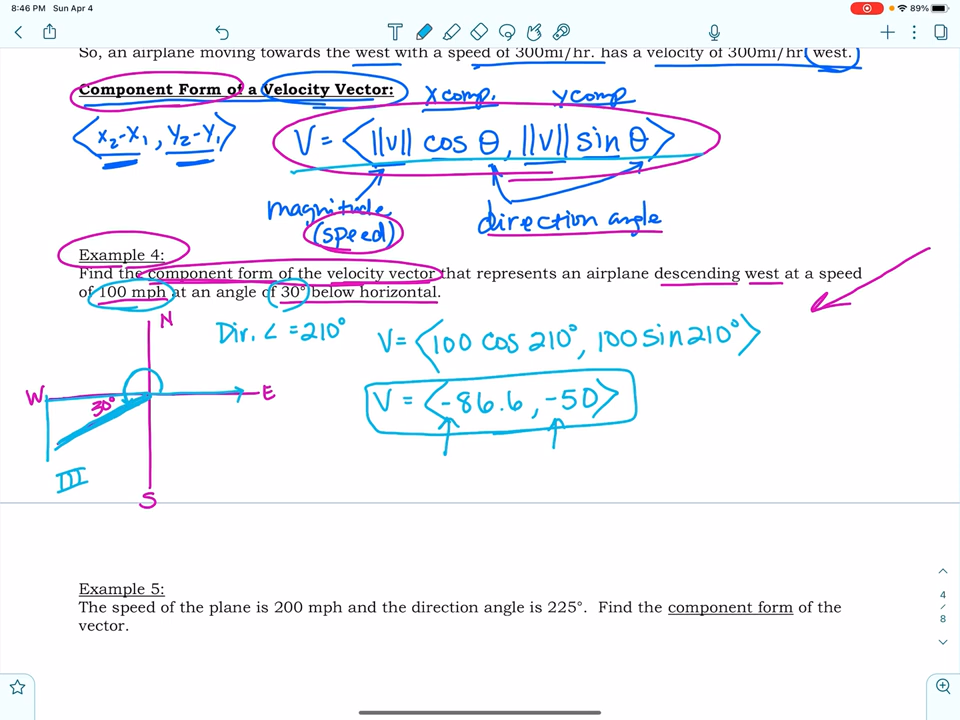 8:46 PM Sun Apr 4
89%
So, an airplane moving towards the west with a speed of 300mi/hr. has a velocity of 300mi/hr west.
Component Form of a Velocity Vector: X comp. Y comp
<X₂-X₁, Y₂-Y₁> V = <||v|| cos θ, ||v|| sin θ>
magnitude direction angle
(speed)
Example 4:
Find the component form of the velocity vector that represents an airplane descending west at a speed
of 100 mph at an angle of 30° below horizontal.
N
Dir. ∠ = 210° V= <100 cos 210°, 100 sin 210°>
W E
30° V = <-86.6, -50>
III
S
Example 5:
The speed of the plane is 200 mph and the direction angle is 225°. Find the component form of the
vector.
4
/
8